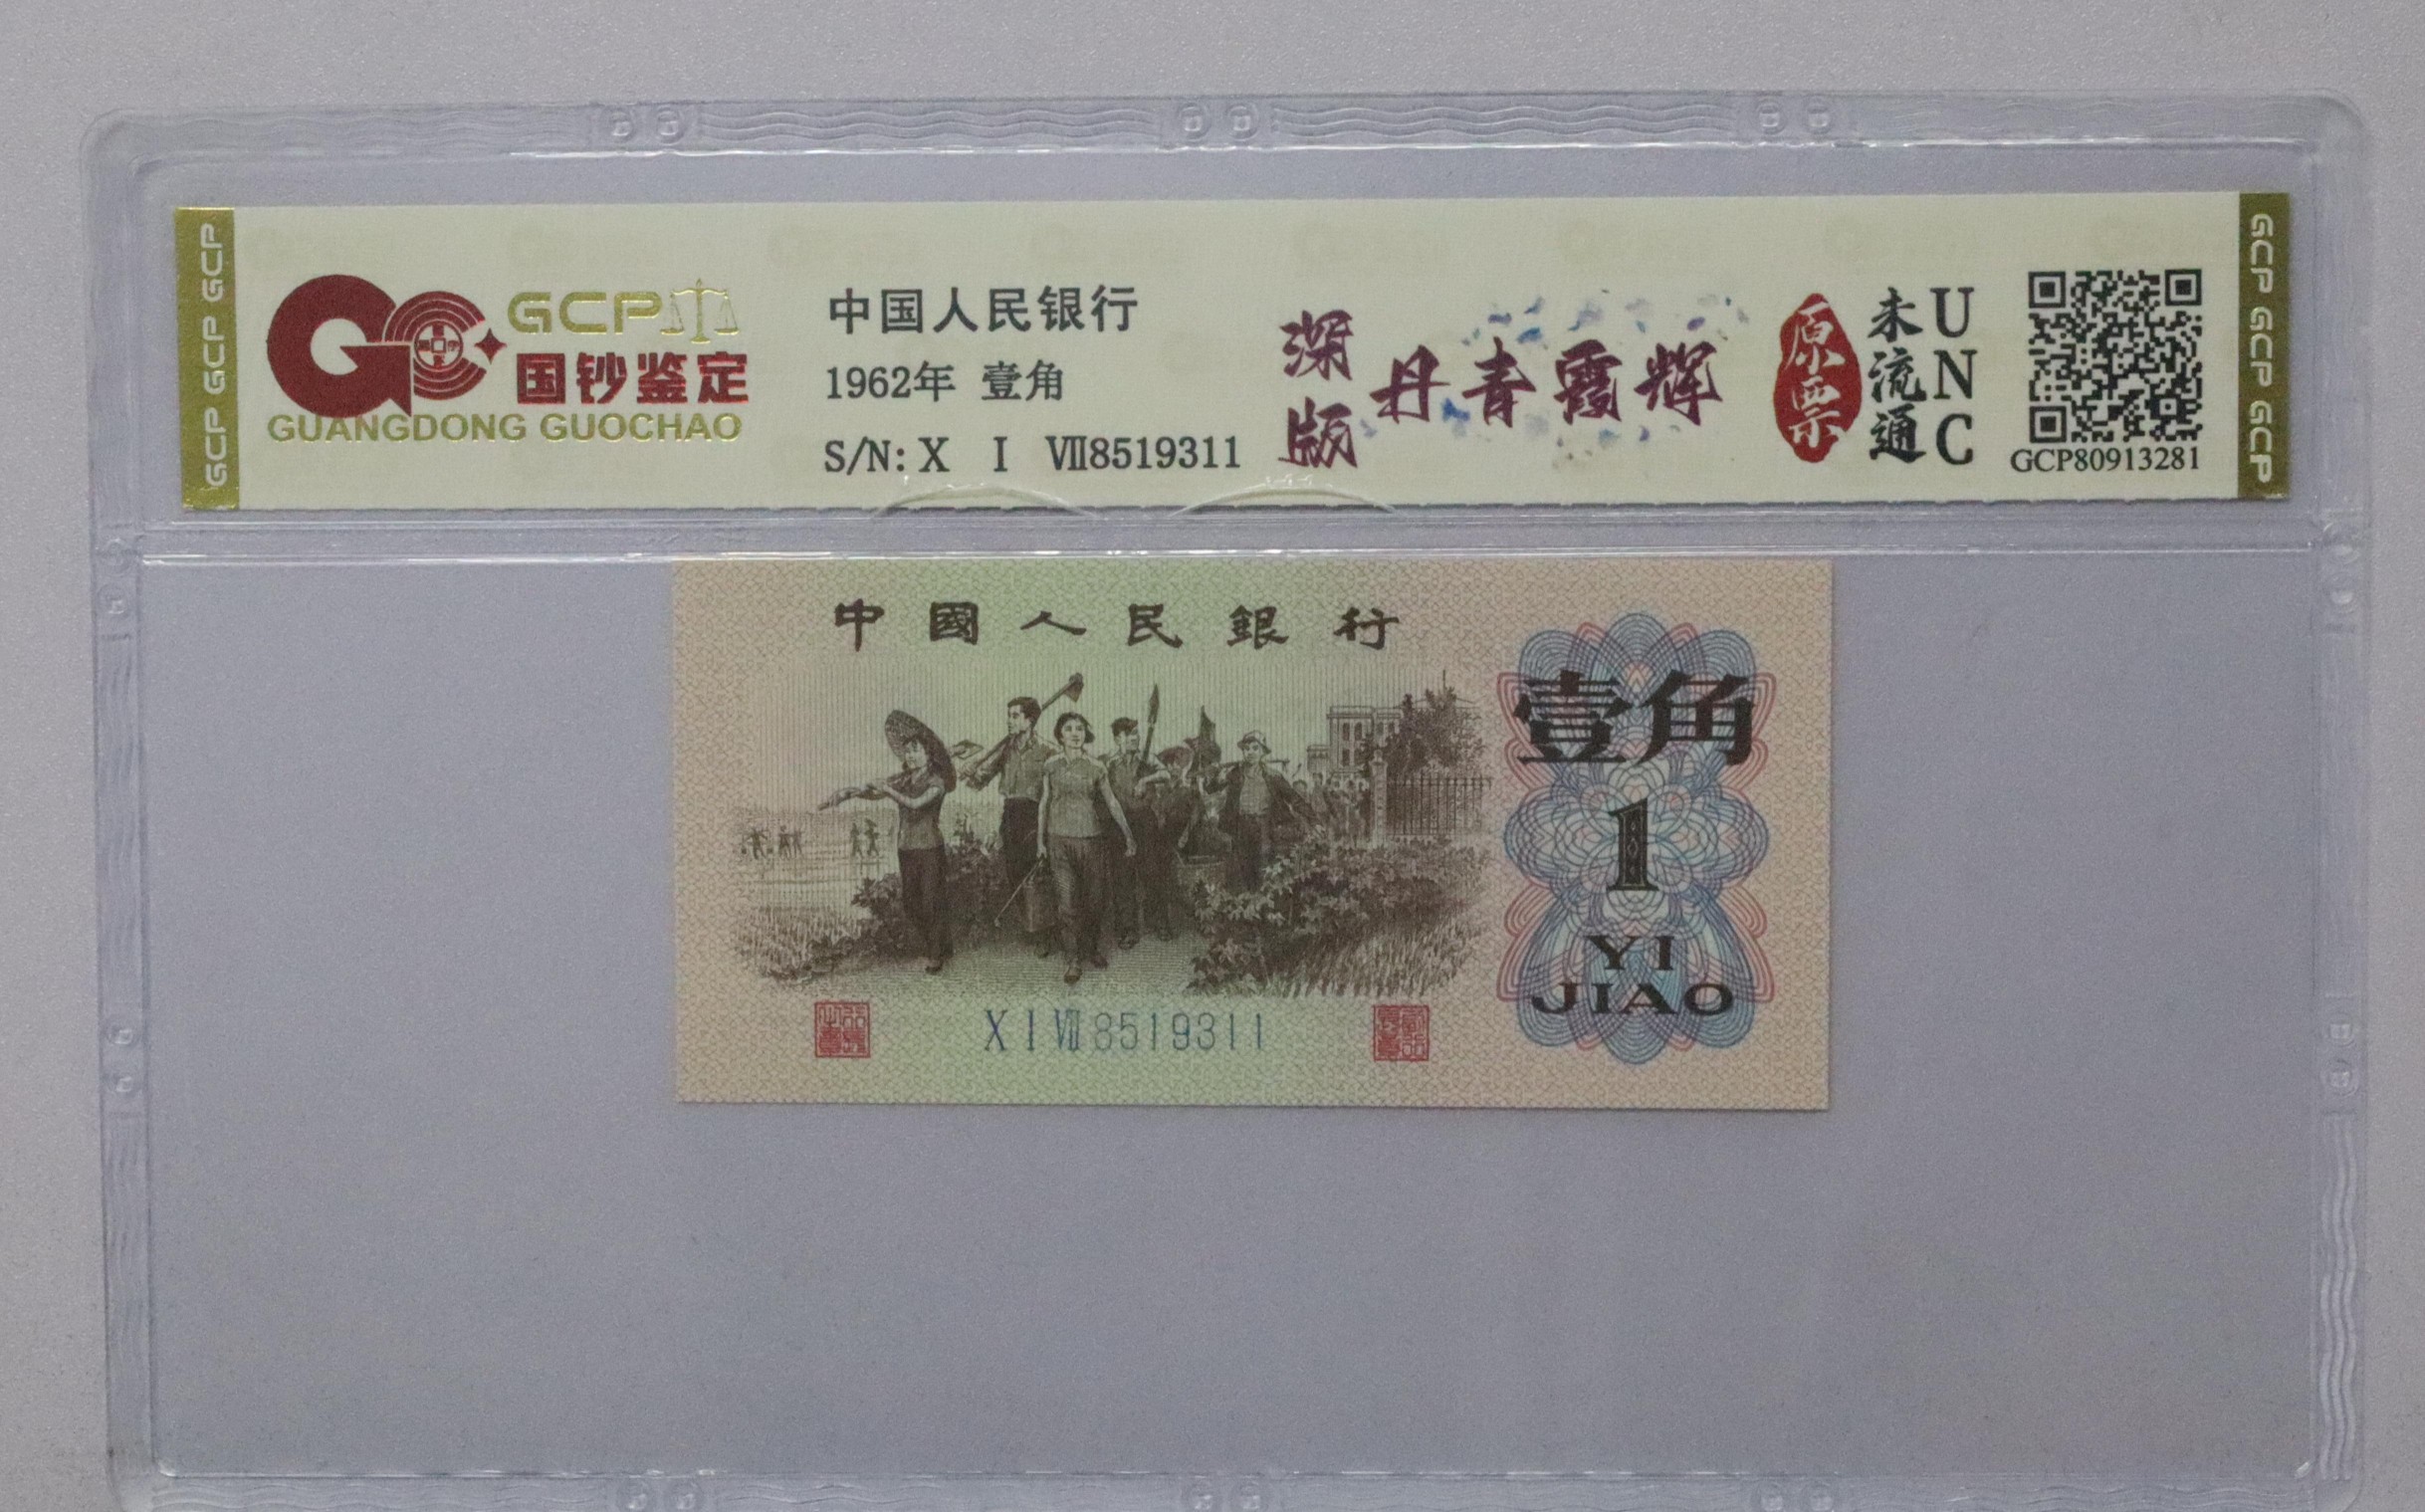 GCP GCP GCP
GCP
国钞鉴定
GUANGDONG GUOCHAO
中国人民银行
1962年 壹角
S/N: X I Ⅶ8519311
深版
丹青霞辉
原票
未流通
UNC
GCP80913281
GCP GCP GCP
中國人民銀行
壹角
1
YI
JIAO
X I Ⅶ 8519311